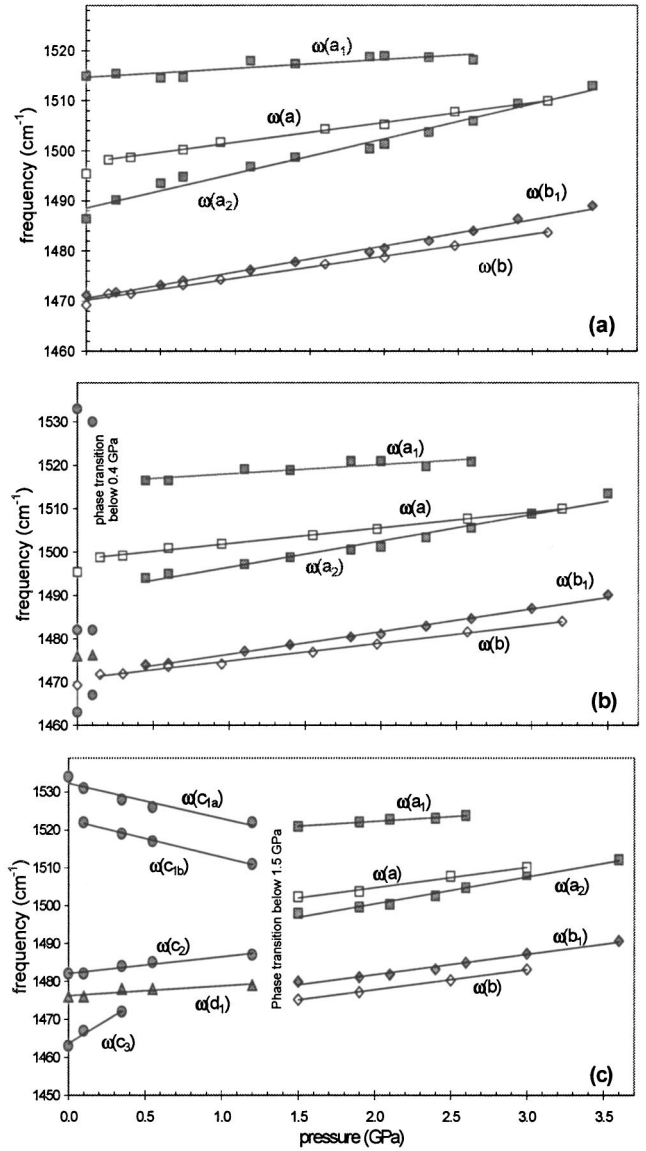 1520
1510
1500
1490
1480
1470
1460
frequency (cm-1)
ω(a1)
ω(a)
ω(a2)
ω(b1)
ω(b)
(a)
1530
1520
1510
1500
1490
1480
1470
1460
frequency (cm-1)
phase transition
below 0.4 GPa
ω(a1)
ω(a)
ω(a2)
ω(b1)
ω(b)
(b)
1530
1520
1510
1500
1490
1480
1470
1460
1450
frequency (cm-1)
ω(c1a)
ω(c1b)
ω(c2)
ω(d1)
ω(c3)
Phase transition below 1.5 GPa
ω(a1)
ω(a)
ω(a2)
ω(b1)
ω(b)
(c)
0.0 0.5 1.0 1.5 2.0 2.5 3.0 3.5
pressure (GPa)